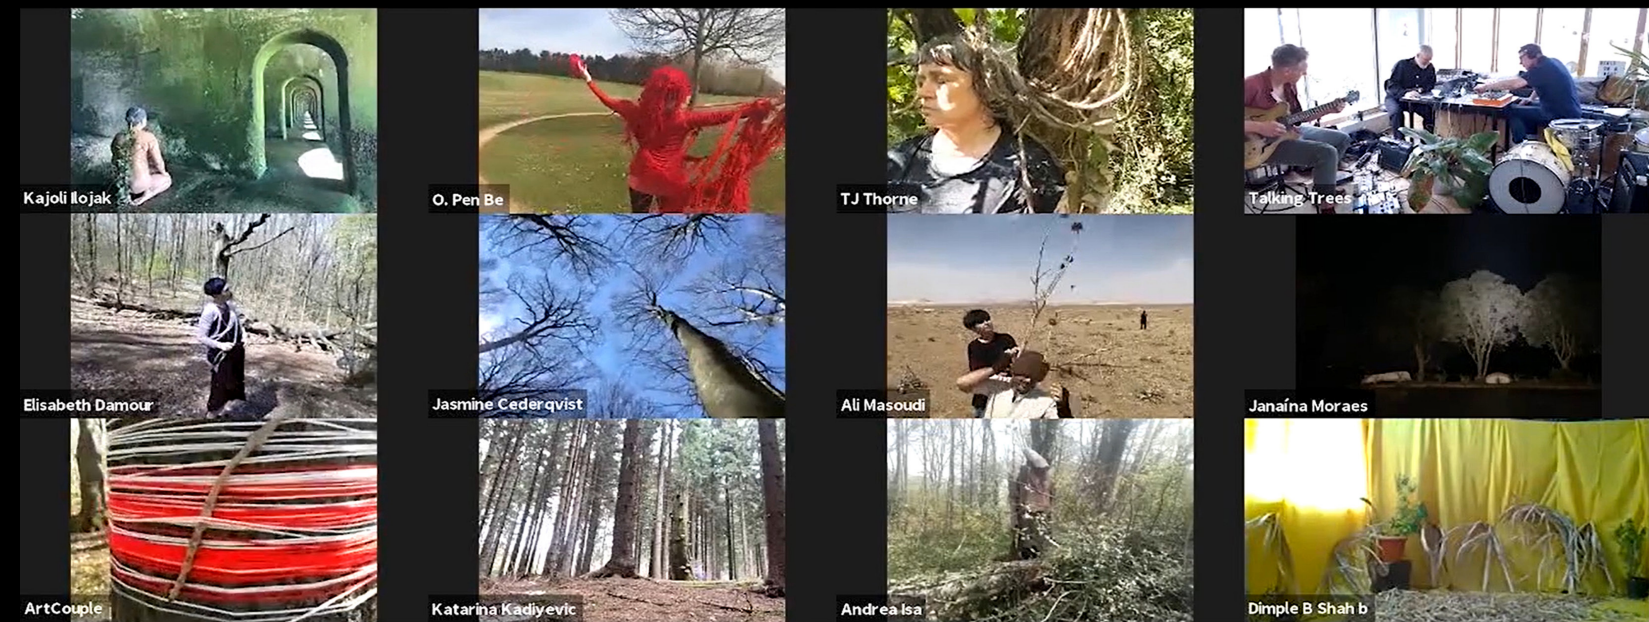 Kajoli Ilojak
O. Pen Be
TJ Thorne
Talking Trees
Elisabeth Damour
Jasmine Cederqvist
Ali Masoudi
Janaína Moraes
ArtCouple
Katarina Kadiyevic
Andrea Isa
Dimple B Shah b